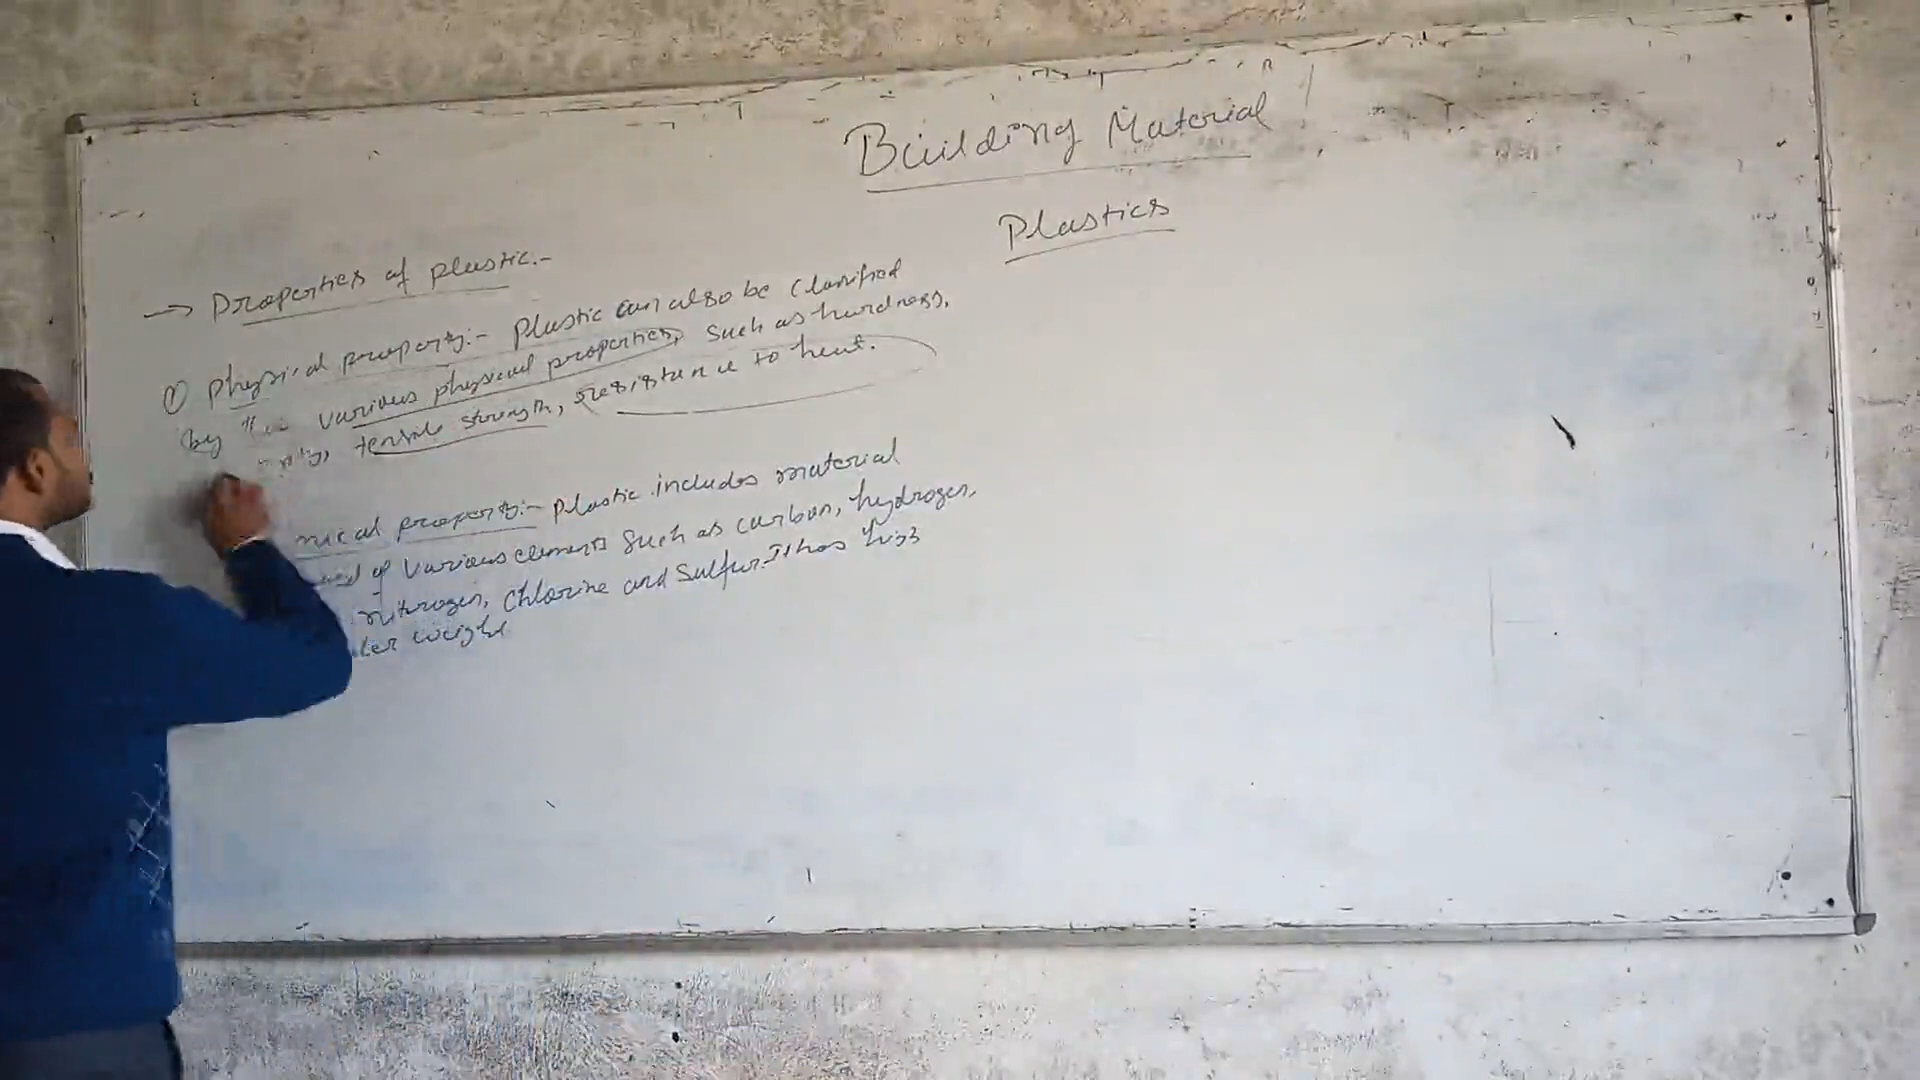 Building Material
Plastics
→ Properties of plastic:-
① Physical property:- Plastic can also be classified
by various physical properties, such as hardness,
tensile strength, resistance to heat.
property:- Plastic includes material
of various elements such as carbon, hydrogen,
nitrogen, chlorine and sulfur. It has
weight